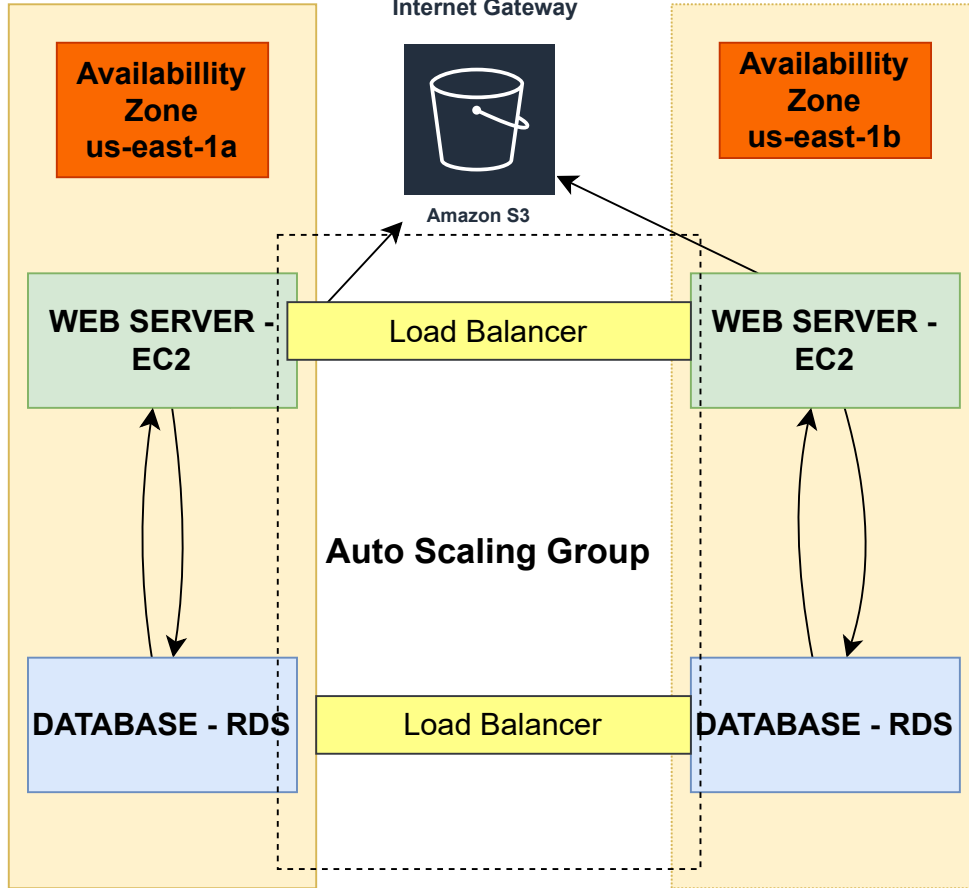 Internet Gateway
Availabillity
Zone
us-east-1a
Availabillity
Zone
us-east-1b
Amazon S3
WEB SERVER -
EC2
Load Balancer
WEB SERVER -
EC2
Auto Scaling Group
DATABASE - RDS
Load Balancer
DATABASE - RDS